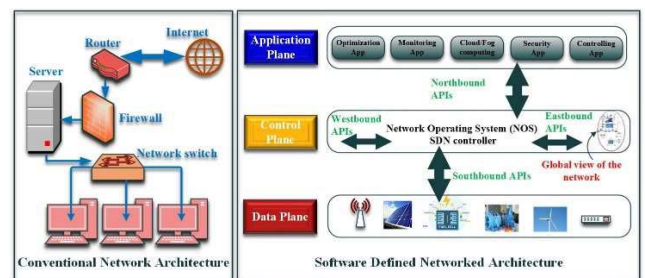 Internet
Router
Server
Firewall
Network switch
Conventional Network Architecture
Application
Plane
Optimization
App
Monitoring
App
Cloud/Fog
computing
Security
App
Controlling
App
Northbound
APIs
Control
Plane
Westbound
APIs
Network Operating System (NOS)
SDN controller
Eastbound
APIs
Global view of the
network
Southbound APIs
Data Plane
Software Defined Networked Architecture